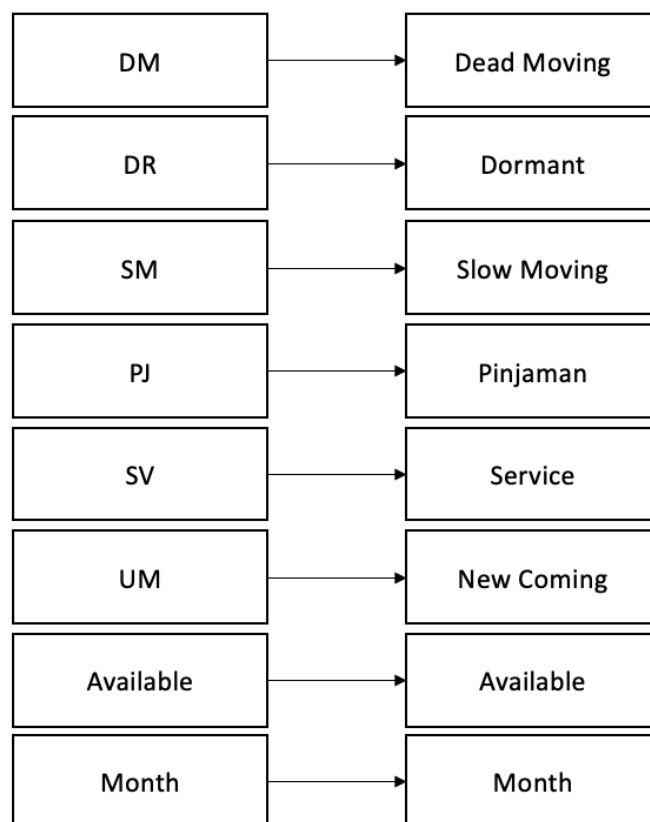 DM Dead Moving
DR Dormant
SM Slow Moving
PJ Pinjaman
SV Service
UM New Coming
Available Available
Month Month